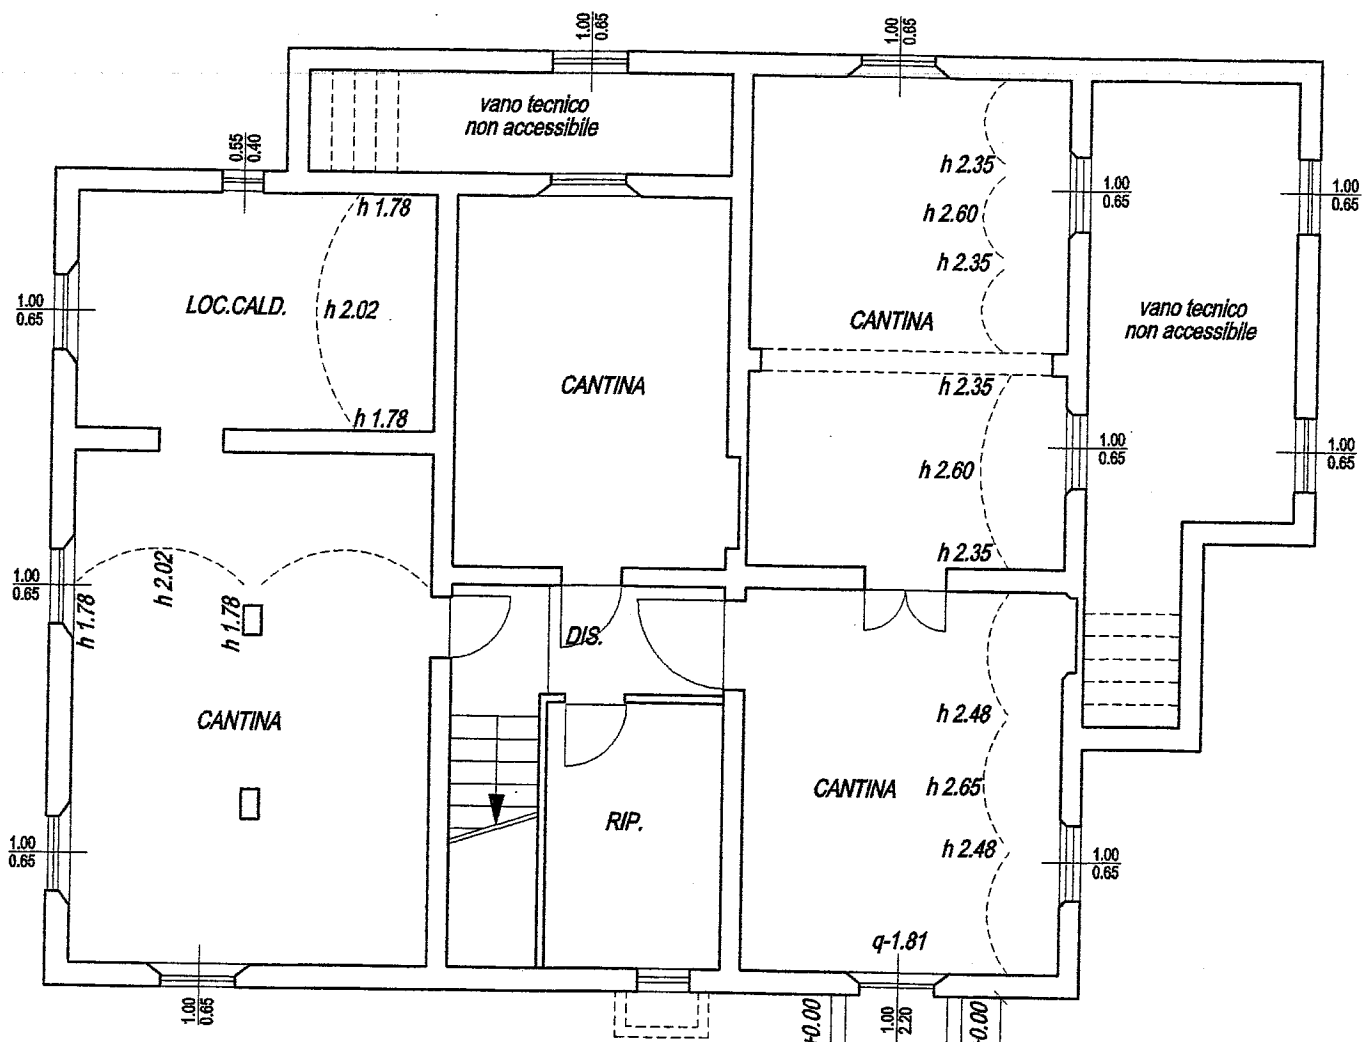 1.00
0.65
1.00
0.65
vano tecnico
non accessibile
0.55
0.40
h 2.35
1.00
0.65
1.00
0.65
h 1.78
h 2.60
h 2.35
1.00
0.65
LOC.CALD.
h 2.02
CANTINA
vano tecnico
non accessibile
CANTINA
h 2.35
h 1.78
1.00
0.65
1.00
0.65
h 2.60
h 2.35
1.00
0.65
h 1.78
h 2.02
h 1.78
DIS.
CANTINA
h 2.48
CANTINA
h 2.65
RIP.
h 2.48
1.00
0.65
1.00
0.65
q-1.81
1.00
0.65
1.00
2.20
±0.00
±0.00